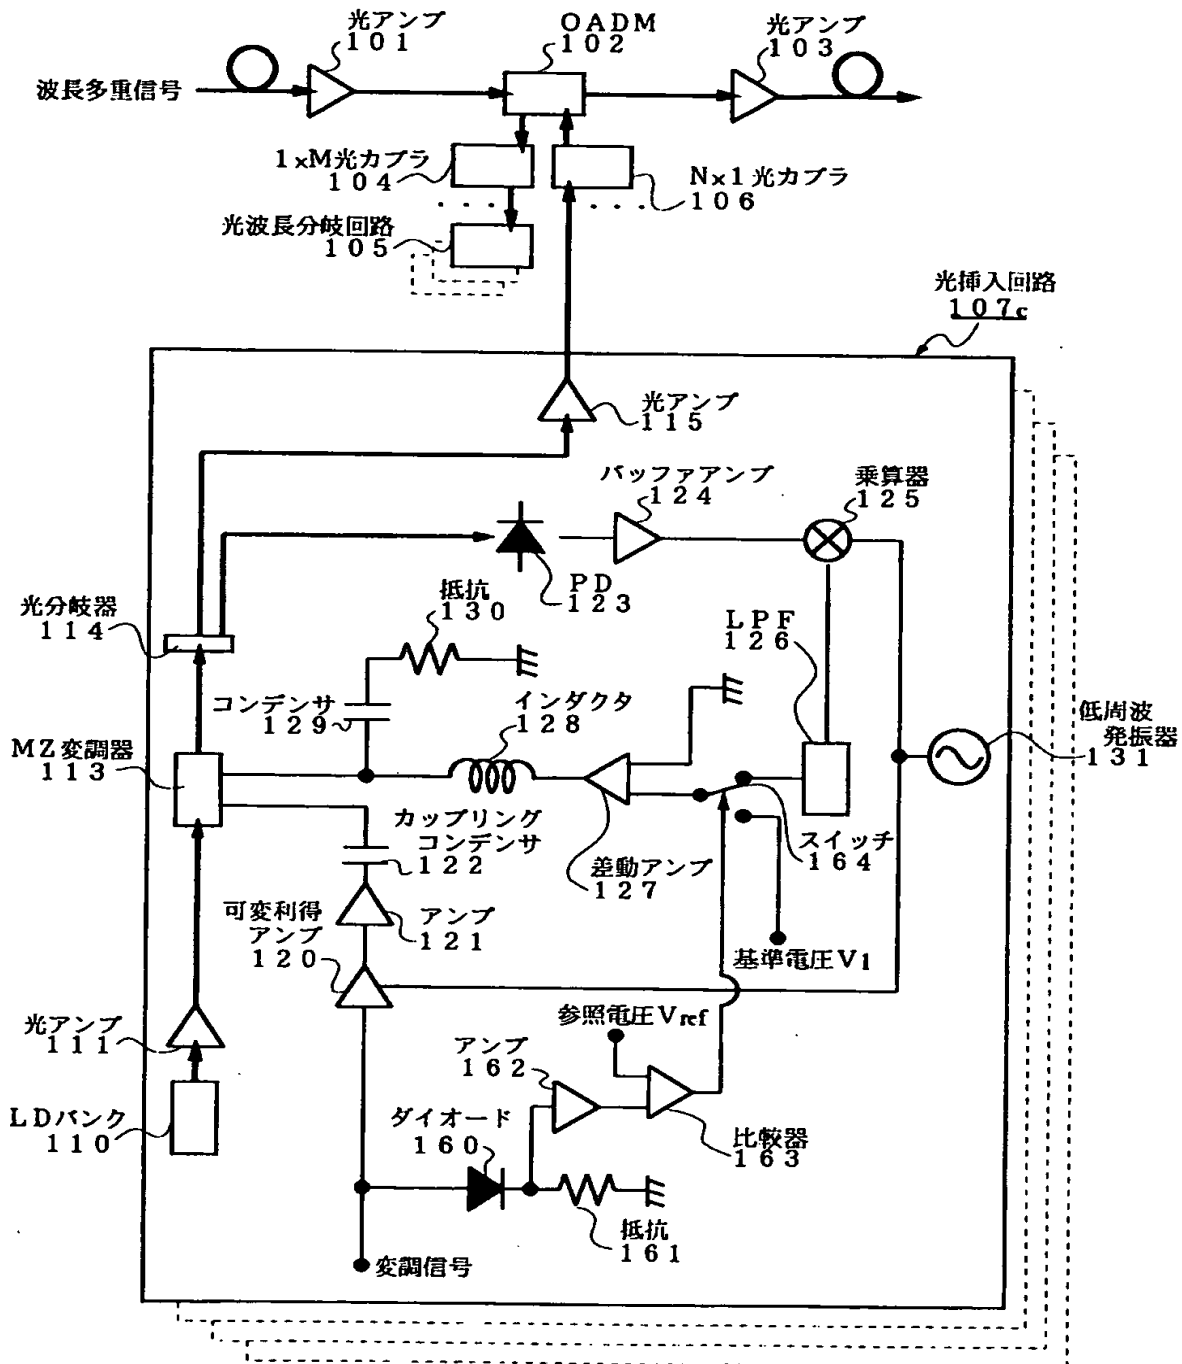 光アンプ
101
OADM
102
光アンプ
103
波長多重信号
1×M光カプラ
104
N×1光カプラ
106
光波長分岐回路
105
光挿入回路
107c
光アンプ
115
バッファアンプ
124
乗算器
125
PD
123
抵抗
130
光分岐器
114
LPF
126
コンデンサ
129
インダクタ
128
低周波
発振器
131
MZ変調器
113
カップリング
コンデンサ
122
スイッチ
164
差動アンプ
127
可変利得
アンプ
120
アンプ
121
基準電圧V1
参照電圧Vref
光アンプ
111
アンプ
162
LDバンク
110
ダイオード
160
比較器
163
抵抗
161
変調信号